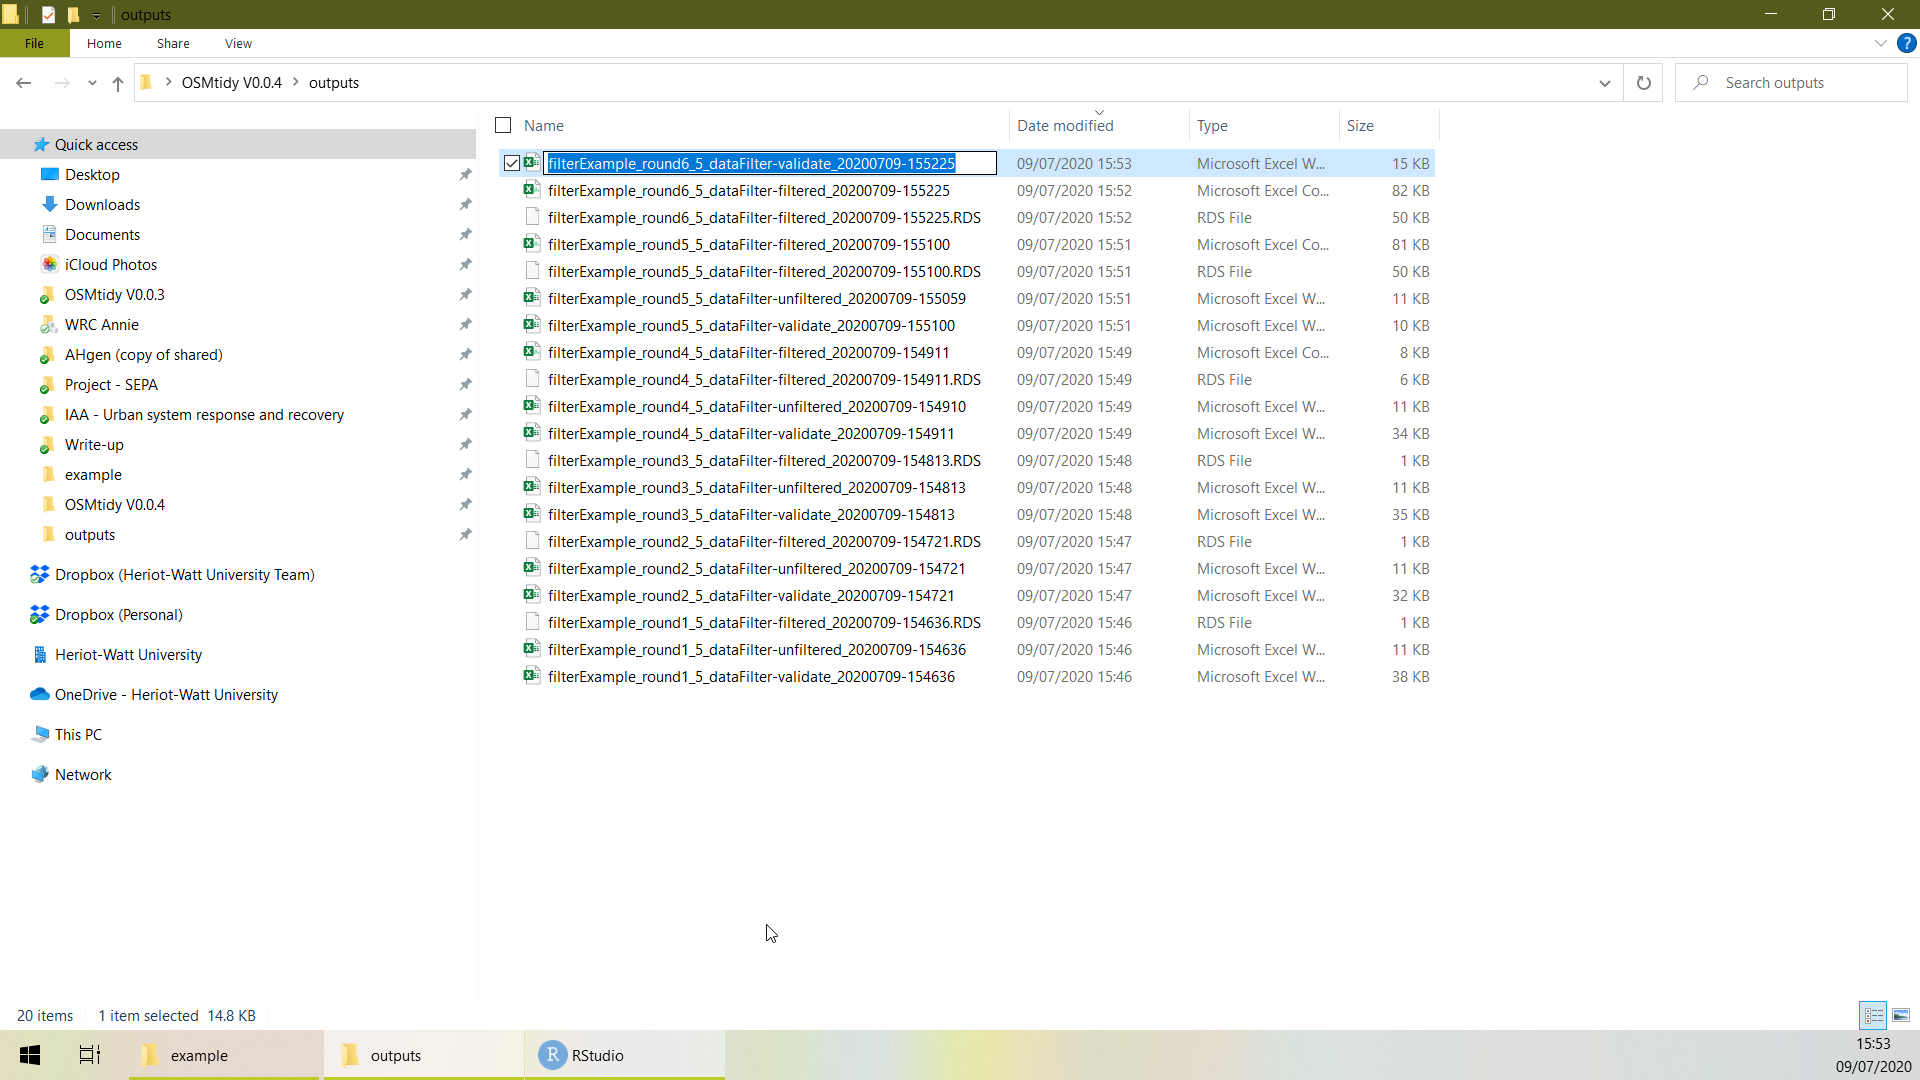 outputs
File Home Share View ?
OSMtidy V0.0.4 outputs Search outputs
Name Date modified Type Size
Quick access
Desktop
Downloads
Documents
iCloud Photos
OSMtidy V0.0.3
WRC Annie
AHgen (copy of shared)
Project - SEPA
IAA - Urban system response and recovery
Write-up
example
OSMtidy V0.0.4
outputs
Dropbox (Heriot-Watt University Team)
Dropbox (Personal)
Heriot-Watt University
OneDrive - Heriot-Watt University
This PC
Network
filterExample_round6_5_dataFilter-validate_20200709-155225 09/07/2020 15:53 Microsoft Excel W... 15 KB
filterExample_round6_5_dataFilter-filtered_20200709-155225 09/07/2020 15:52 Microsoft Excel Co... 82 KB
filterExample_round6_5_dataFilter-filtered_20200709-155225.RDS 09/07/2020 15:52 RDS File 50 KB
filterExample_round5_5_dataFilter-filtered_20200709-155100 09/07/2020 15:51 Microsoft Excel Co... 81 KB
filterExample_round5_5_dataFilter-filtered_20200709-155100.RDS 09/07/2020 15:51 RDS File 50 KB
filterExample_round5_5_dataFilter-unfiltered_20200709-155059 09/07/2020 15:51 Microsoft Excel W... 11 KB
filterExample_round5_5_dataFilter-validate_20200709-155100 09/07/2020 15:51 Microsoft Excel W... 10 KB
filterExample_round4_5_dataFilter-filtered_20200709-154911 09/07/2020 15:49 Microsoft Excel Co... 8 KB
filterExample_round4_5_dataFilter-filtered_20200709-154911.RDS 09/07/2020 15:49 RDS File 6 KB
filterExample_round4_5_dataFilter-unfiltered_20200709-154910 09/07/2020 15:49 Microsoft Excel W... 11 KB
filterExample_round4_5_dataFilter-validate_20200709-154911 09/07/2020 15:49 Microsoft Excel W... 34 KB
filterExample_round3_5_dataFilter-filtered_20200709-154813.RDS 09/07/2020 15:48 RDS File 1 KB
filterExample_round3_5_dataFilter-unfiltered_20200709-154813 09/07/2020 15:48 Microsoft Excel W... 11 KB
filterExample_round3_5_dataFilter-validate_20200709-154813 09/07/2020 15:48 Microsoft Excel W... 35 KB
filterExample_round2_5_dataFilter-filtered_20200709-154721.RDS 09/07/2020 15:47 RDS File 1 KB
filterExample_round2_5_dataFilter-unfiltered_20200709-154721 09/07/2020 15:47 Microsoft Excel W... 11 KB
filterExample_round2_5_dataFilter-validate_20200709-154721 09/07/2020 15:47 Microsoft Excel W... 32 KB
filterExample_round1_5_dataFilter-filtered_20200709-154636.RDS 09/07/2020 15:46 RDS File 1 KB
filterExample_round1_5_dataFilter-unfiltered_20200709-154636 09/07/2020 15:46 Microsoft Excel W... 11 KB
filterExample_round1_5_dataFilter-validate_20200709-154636 09/07/2020 15:46 Microsoft Excel W... 38 KB
20 items 1 item selected 14.8 KB
example outputs R RStudio
15:53
09/07/2020